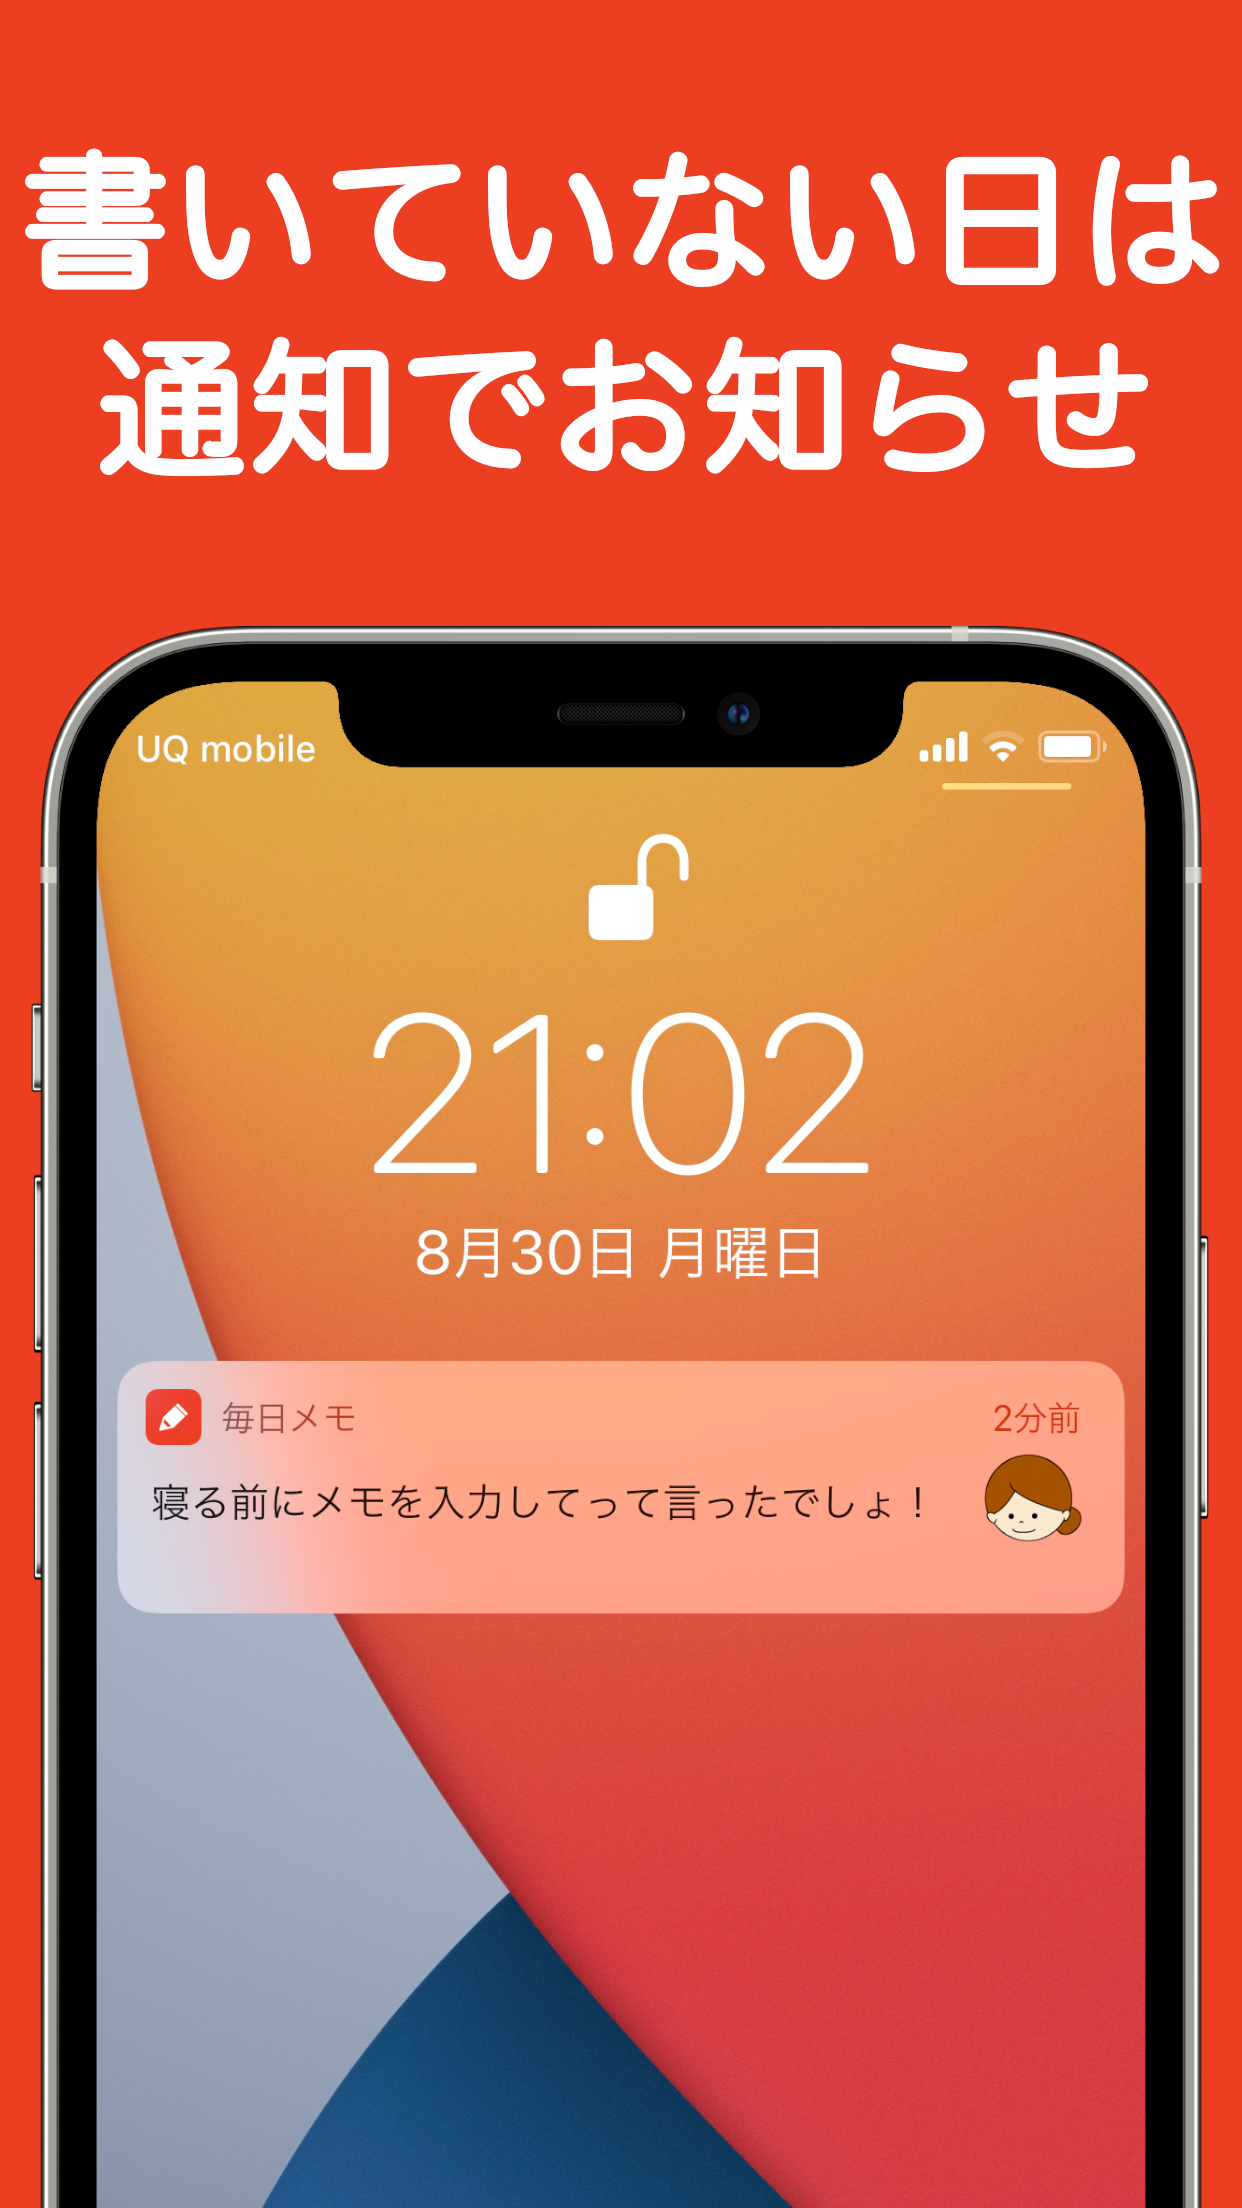 書いていない日は
通知でお知らせ
UQ mobile
21:02
8月30日 月曜日
毎日メモ 2分前
寝る前にメモを入力してって言ったでしょ！